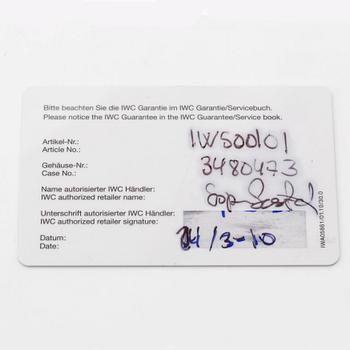 Bitte beachten Sie die IWC Garantie im IWC Garantie/Servicebuch.
Please notice the IWC Guarantee in the IWC Guarantee/Service book.
Artikel-Nr.: IW500101
Article No.:
Gehäuse-Nr.: 3480473
Case No.:
Name autorisierter IWC Händler:
IWC authorized retailer name:
Unterschrift autorisierter IWC Händler:
IWC authorized retailer signature:
Datum: 24/3-10
Date: